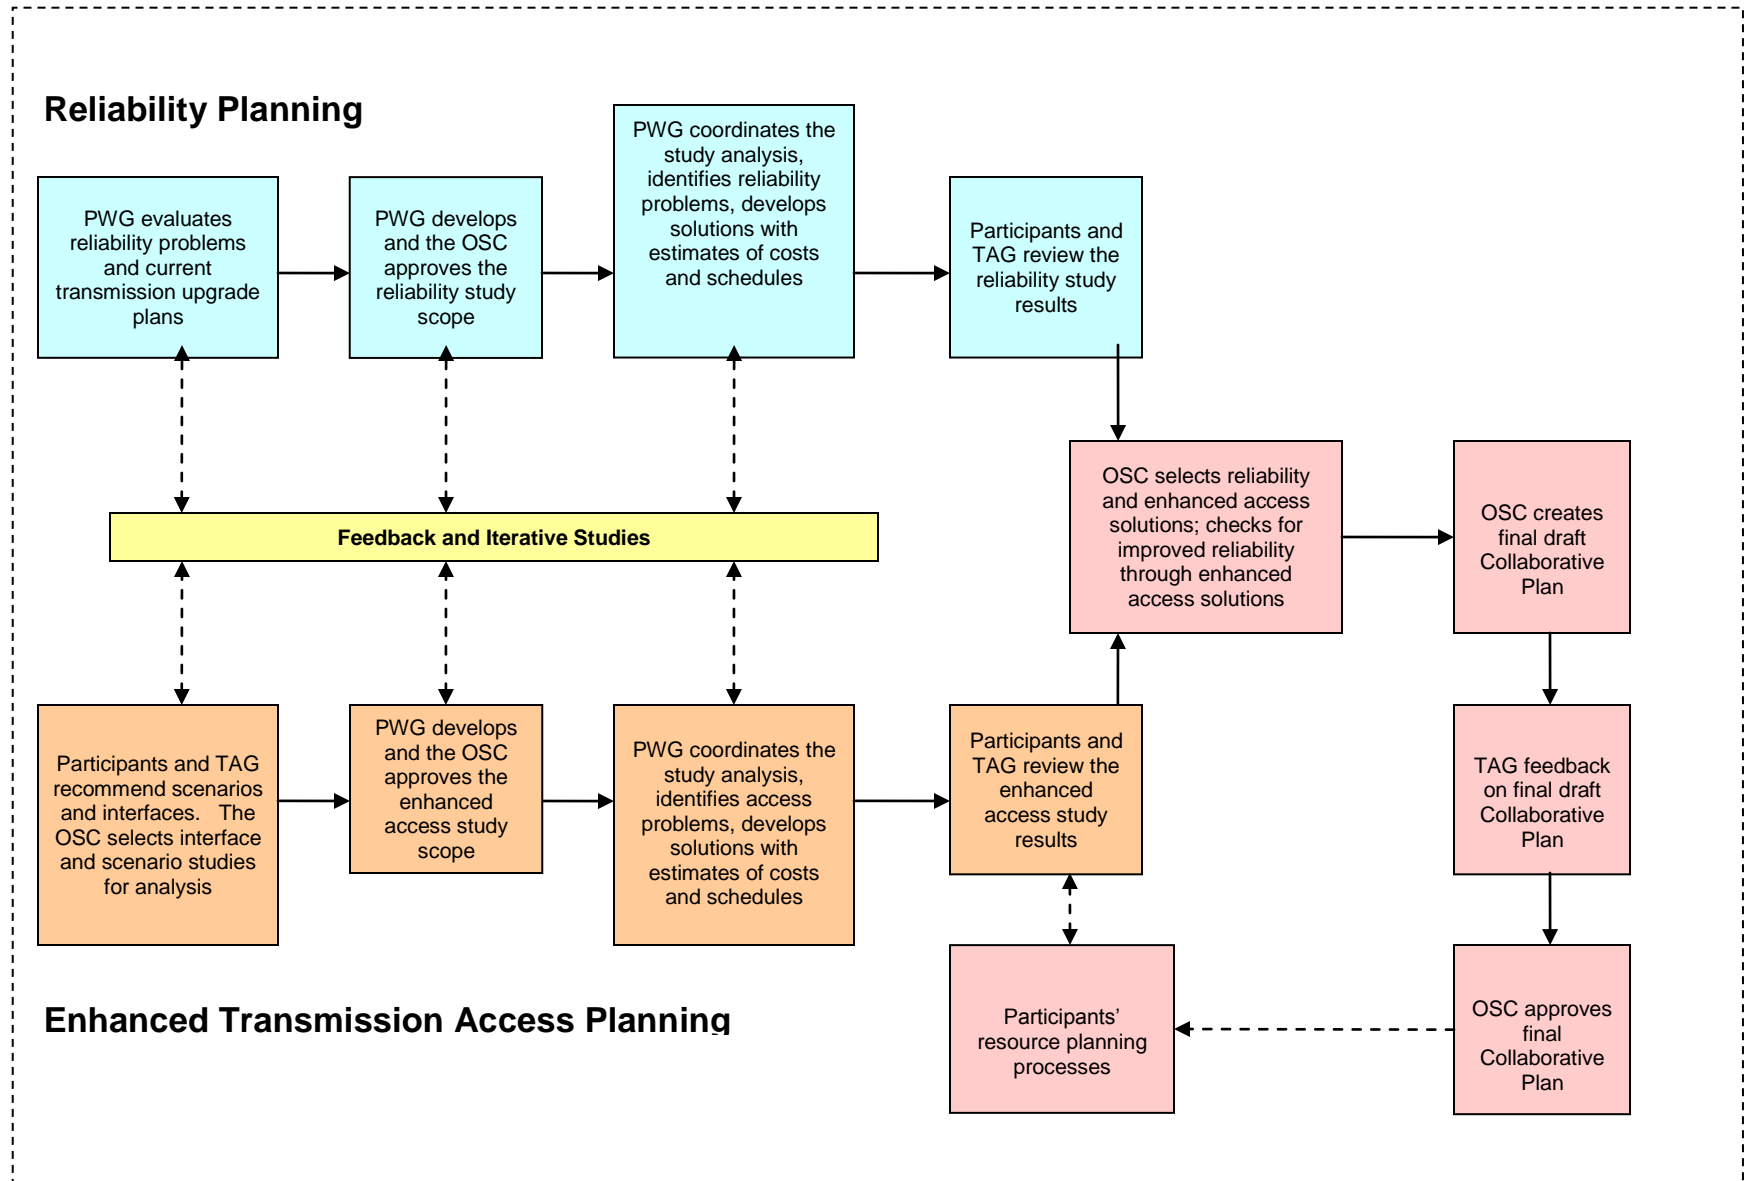 Reliability Planning
PWG evaluates
reliability problems
and current
transmission upgrade
plans
PWG develops
and the OSC
approves the
reliability study
scope
PWG coordinates the
study analysis,
identifies reliability
problems, develops
solutions with
estimates of costs
and schedules
Participants and
TAG review the
reliability study
results
Feedback and Iterative Studies
OSC selects reliability
and enhanced access
solutions; checks for
improved reliability
through enhanced
access solutions
OSC creates
final draft
Collaborative
Plan
Participants and TAG
recommend scenarios
and interfaces.   The
OSC selects interface
and scenario studies
for analysis
PWG develops
and the OSC
approves the
enhanced
access study
scope
PWG coordinates the
study analysis,
identifies access
problems, develops
solutions with
estimates of costs
and schedules
Participants and
TAG review the
enhanced
access study
results
TAG feedback
on final draft
Collaborative
Plan
Enhanced Transmission Access Planning
Participants’
resource planning
processes
OSC approves
final
Collaborative
Plan